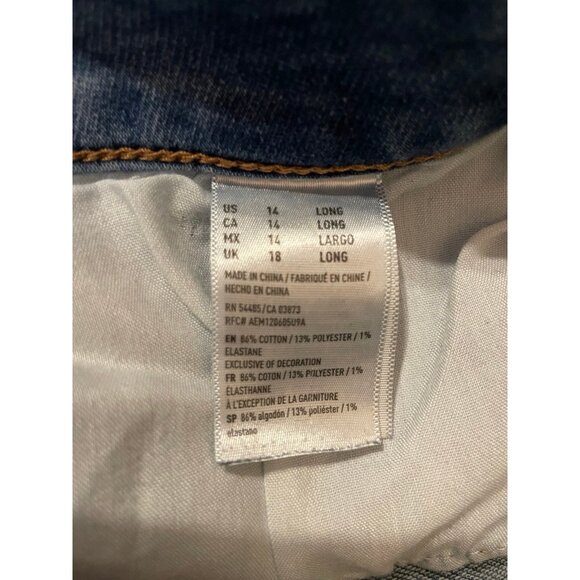 US 14 LONG
CA 14 LONG
MX 14 LARGO
UK 18 LONG
MADE IN CHINA / FABRIQUÉ EN CHINE /
HECHO EN CHINA
RN 54485/CA 03873
RFC# AEM120605U9A
EN 86% COTTON / 13% POLYESTER / 1%
ELASTANE
EXCLUSIVE OF DECORATION
FR 86% COTON / 13% POLYESTER / 1%
ÉLASTHANNE
À L'EXCEPTION DE LA GARNITURE
SP 86% algodón / 13% poliéster / 1%
elastano